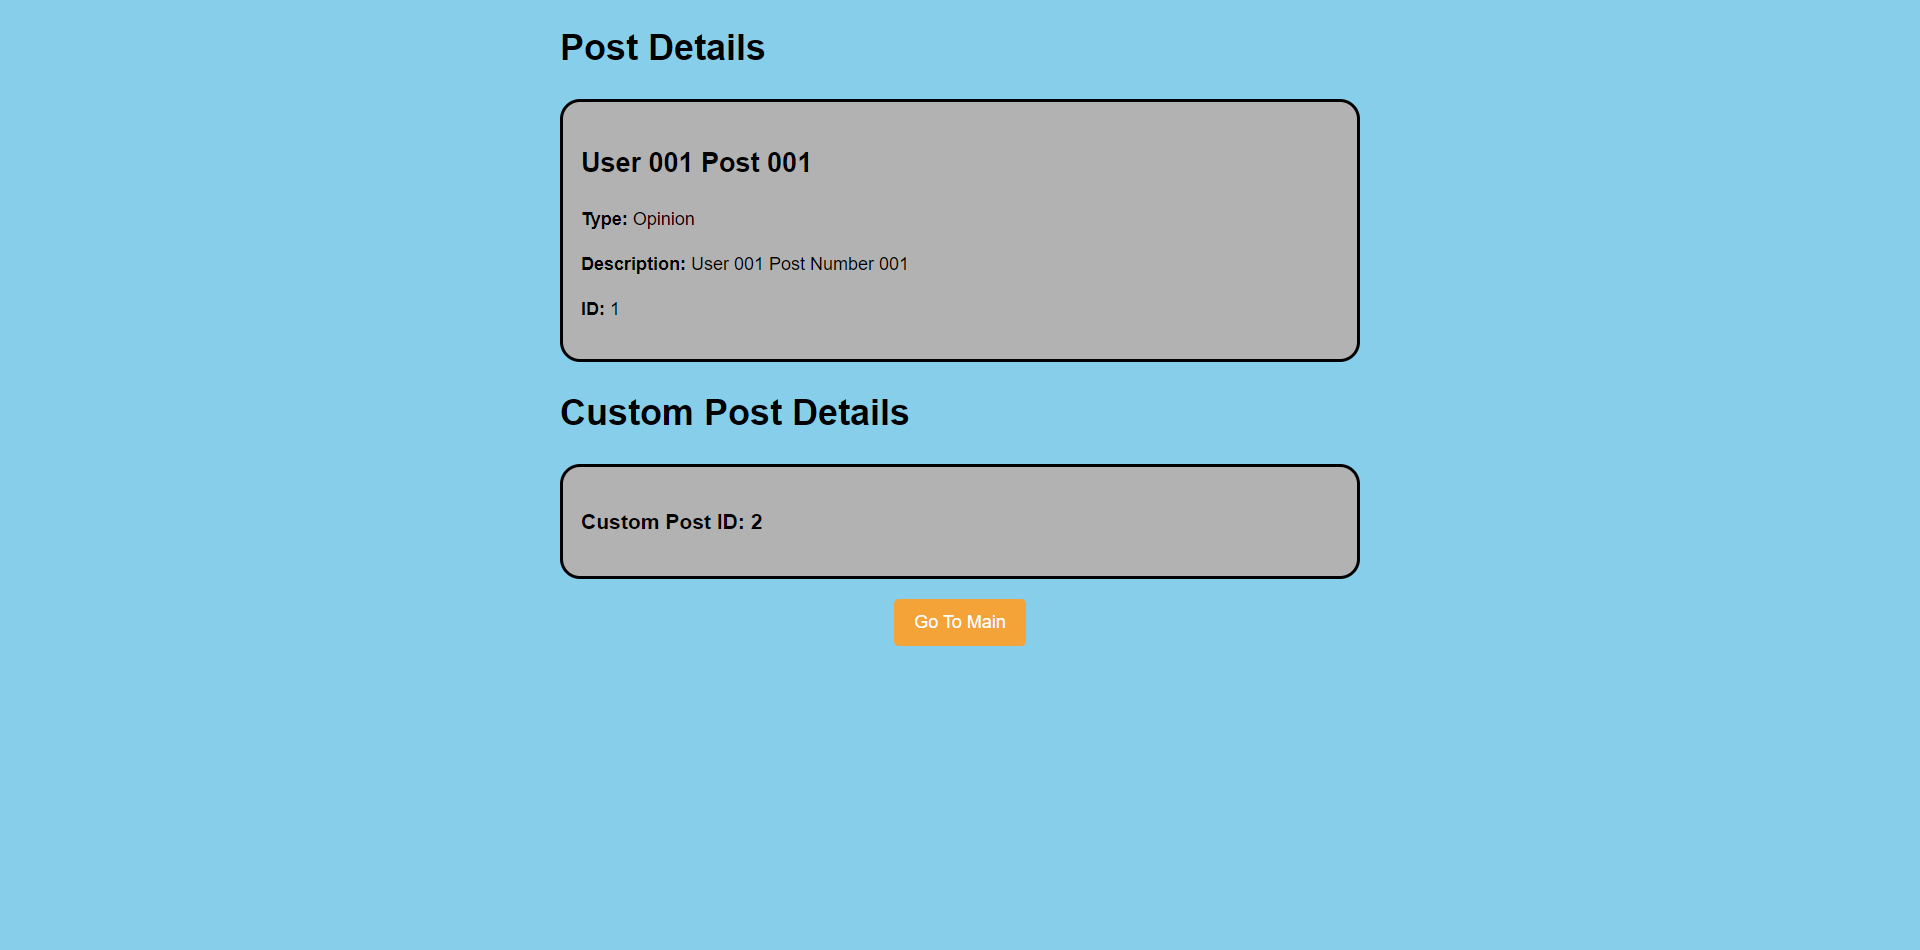 Post Details
User 001 Post 001
Type: Opinion
Description: User 001 Post Number 001
ID: 1
Custom Post Details
Custom Post ID: 2
Go To Main